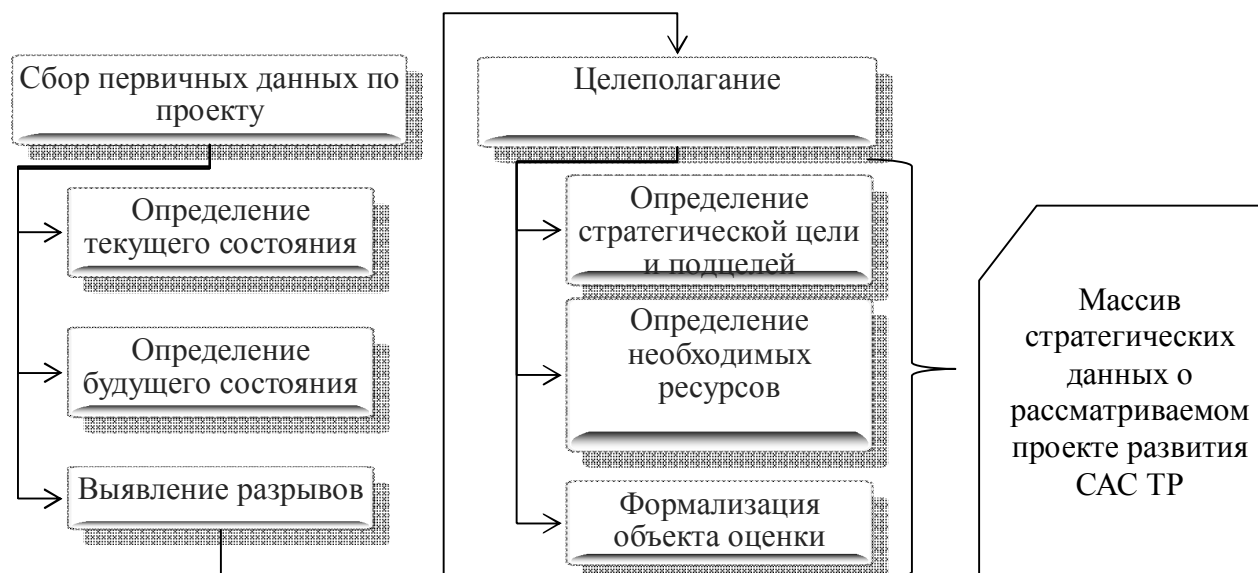 Сбор первичных данных по
проекту
Определение
текущего состояния
Определение
будущего состояния
Выявление разрывов
Целеполагание
Определение
стратегической цели
и подцелей
Определение
необходимых
ресурсов
Формализация
объекта оценки
Массив
стратегических
данных о
рассматриваемом
проекте развития
САС ТР